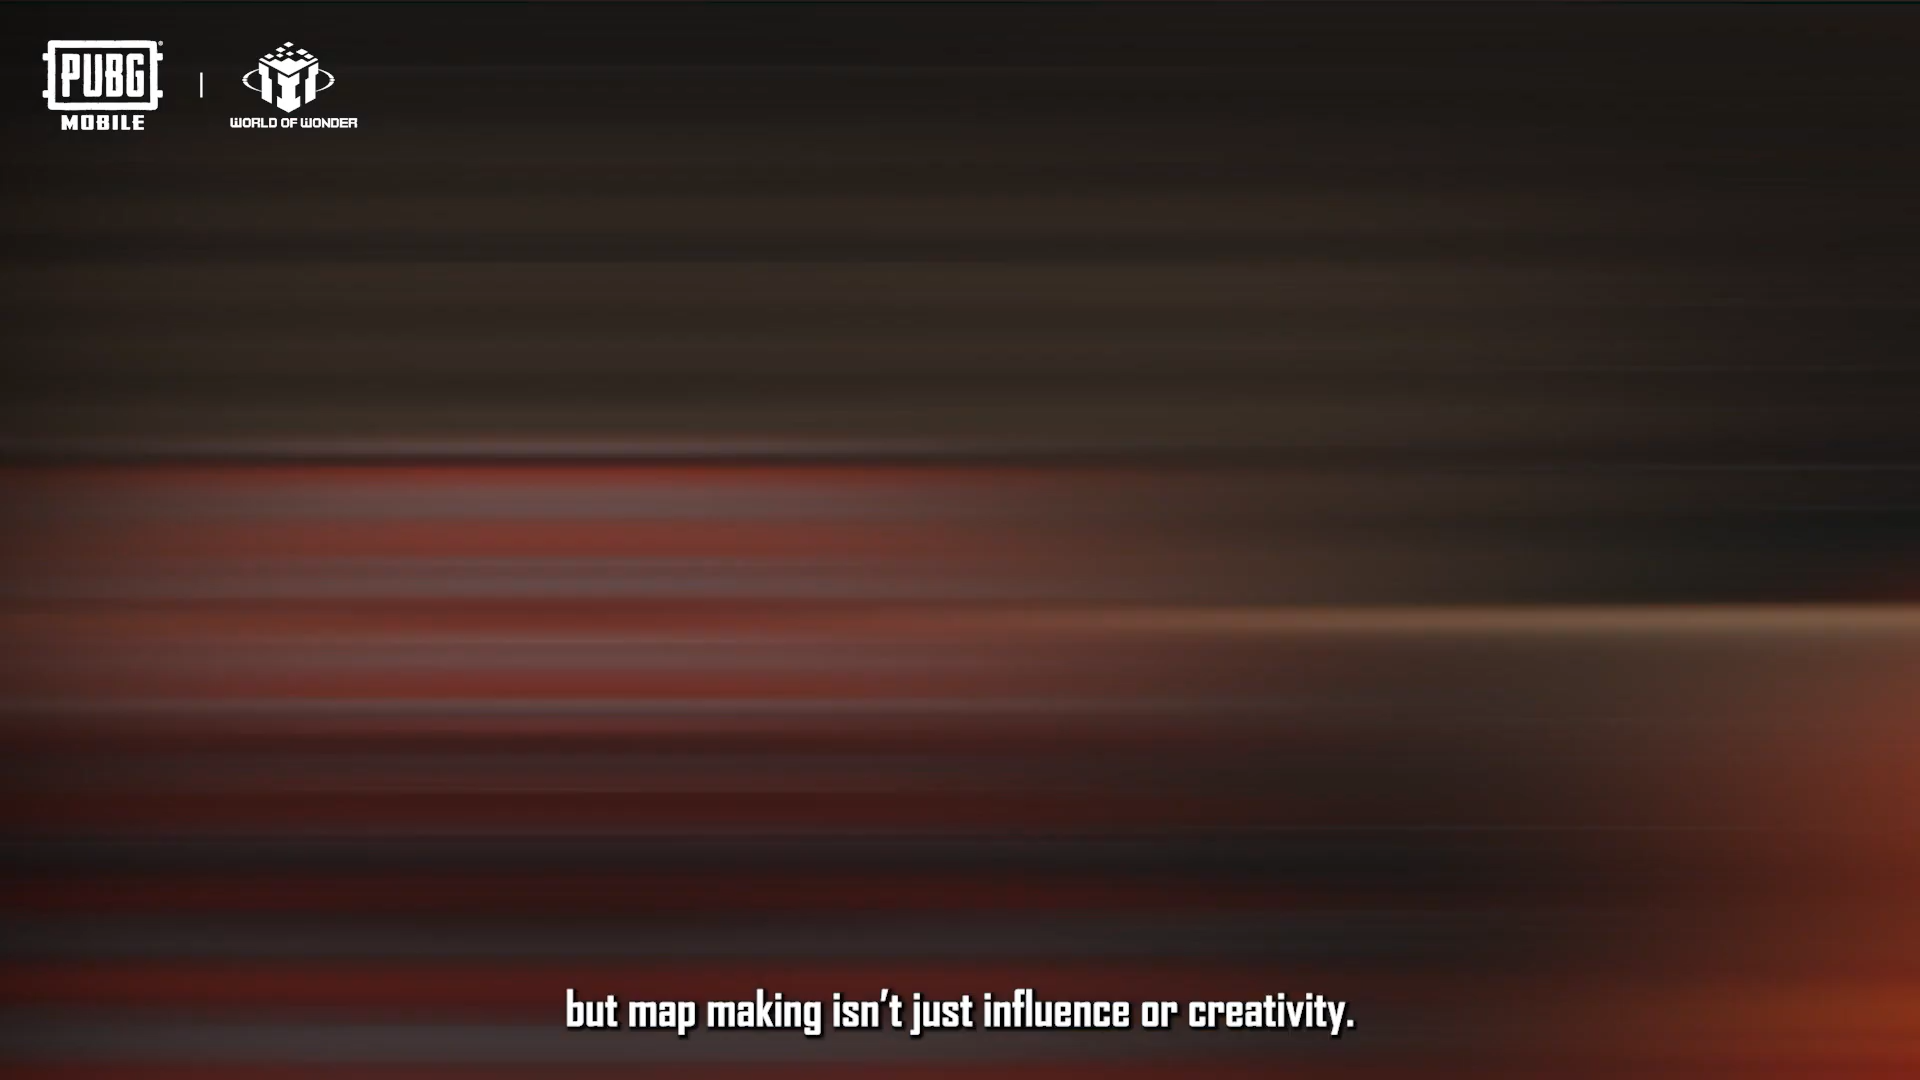 PUBG
MOBILE
WORLD OF WONDER
but map making isn't just influence or creativity.